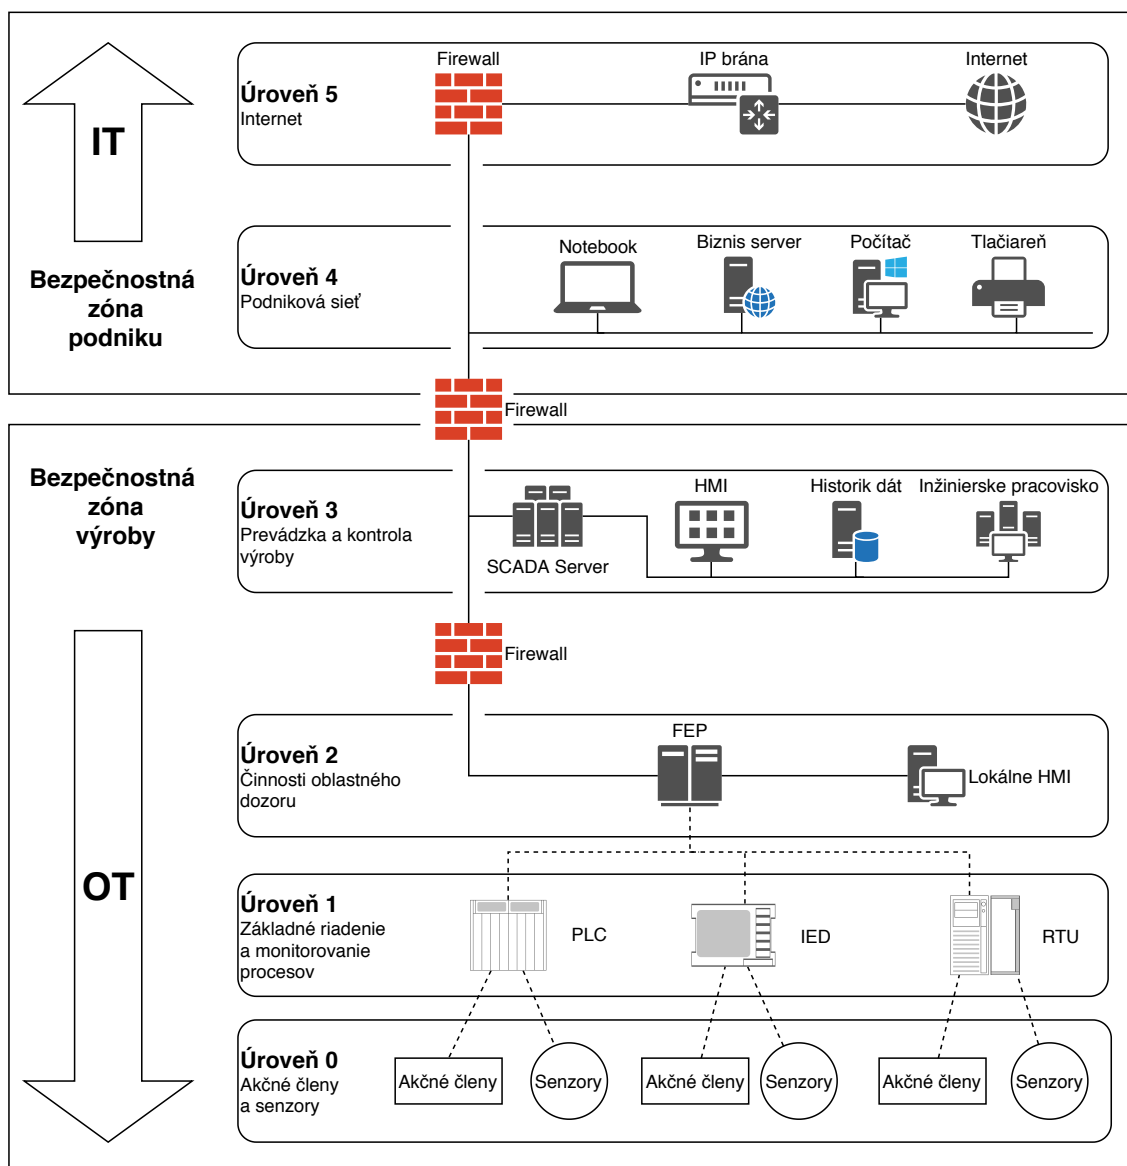 Firewall
IP brána
Internet
Úroveň 5
Internet
IT
Notebook
Biznis server
Počítač
Tlačiareň
Úroveň 4
Podniková sieť
Bezpečnostná
zóna
podniku
Firewall
Bezpečnostná
zóna
výroby
HMI
Historik dát
Inžinierske pracovisko
Úroveň 3
Prevádzka a kontrola
výroby
SCADA Server
Firewall
FEP
Úroveň 2
Činnosti oblastného
dozoru
Lokálne HMI
OT
Úroveň 1
Základné riadenie
a monitorovanie
procesov
PLC
IED
RTU
Úroveň 0
Akčné členy
a senzory
Akčné členy
Senzory
Akčné členy
Senzory
Akčné členy
Senzory